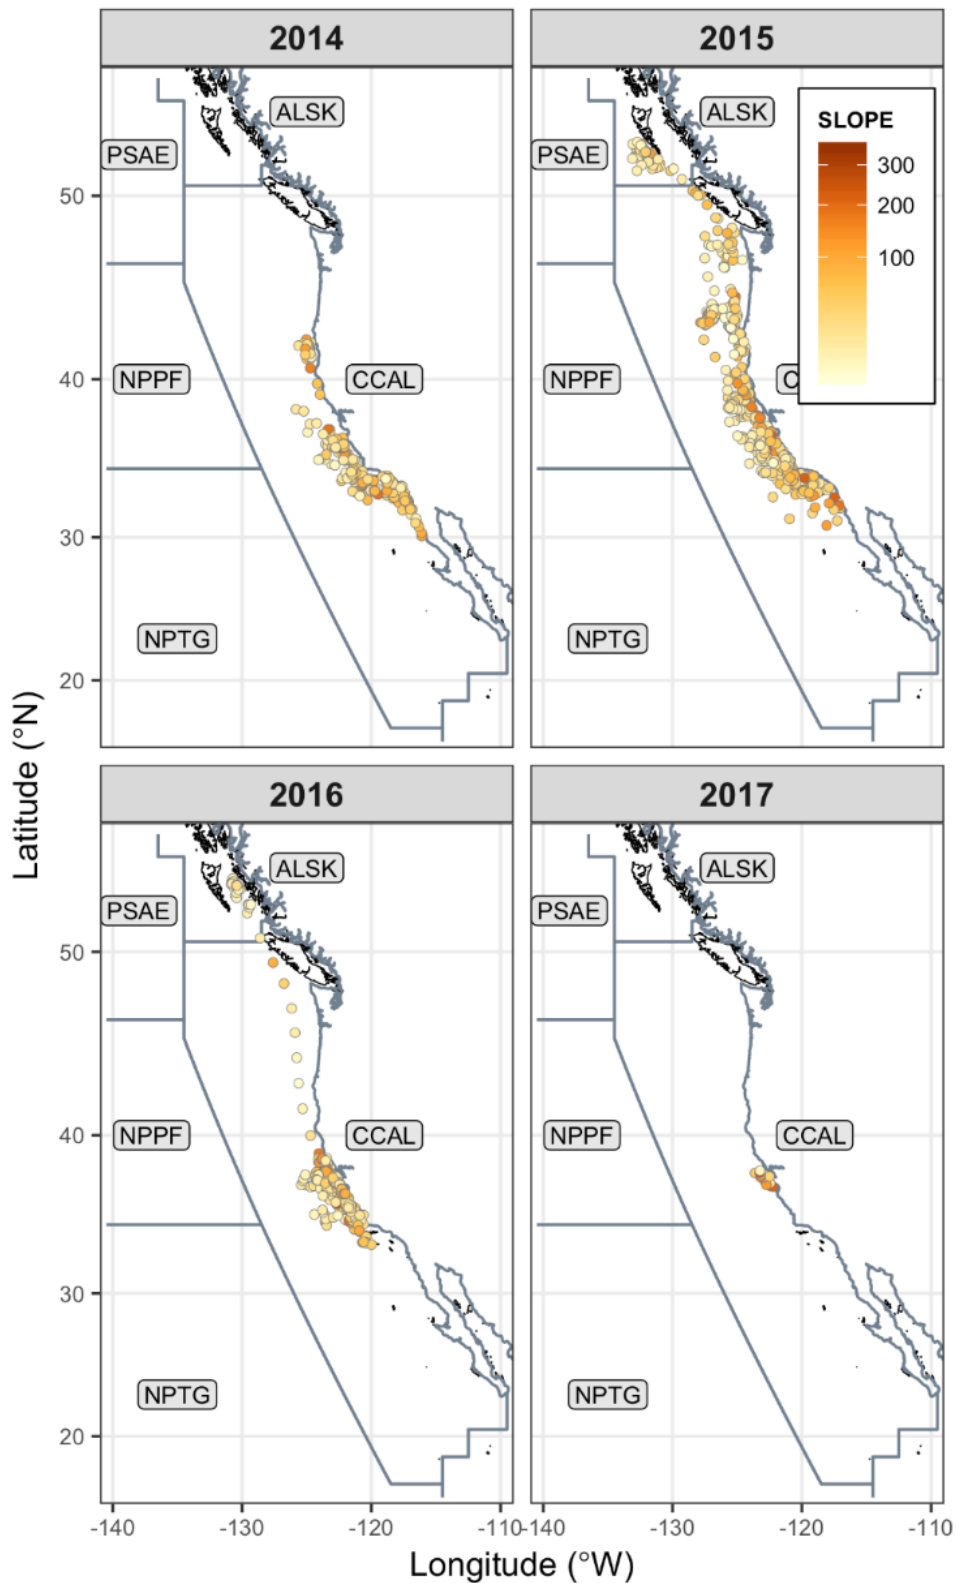 2014
2015
ALSK
PSAE
50
40
NPPF
CCAL
30
NPTG
20
ALSK
PSAE
SLOPE
300
200
100
NPPF
C
NPTG
Latitude (°N)
2016
2017
ALSK
PSAE
50
40
NPPF
CCAL
30
NPTG
20
ALSK
PSAE
NPPF
CCAL
NPTG
-140 -130 -120 -110
-140 -130 -120 -110
Longitude (°W)